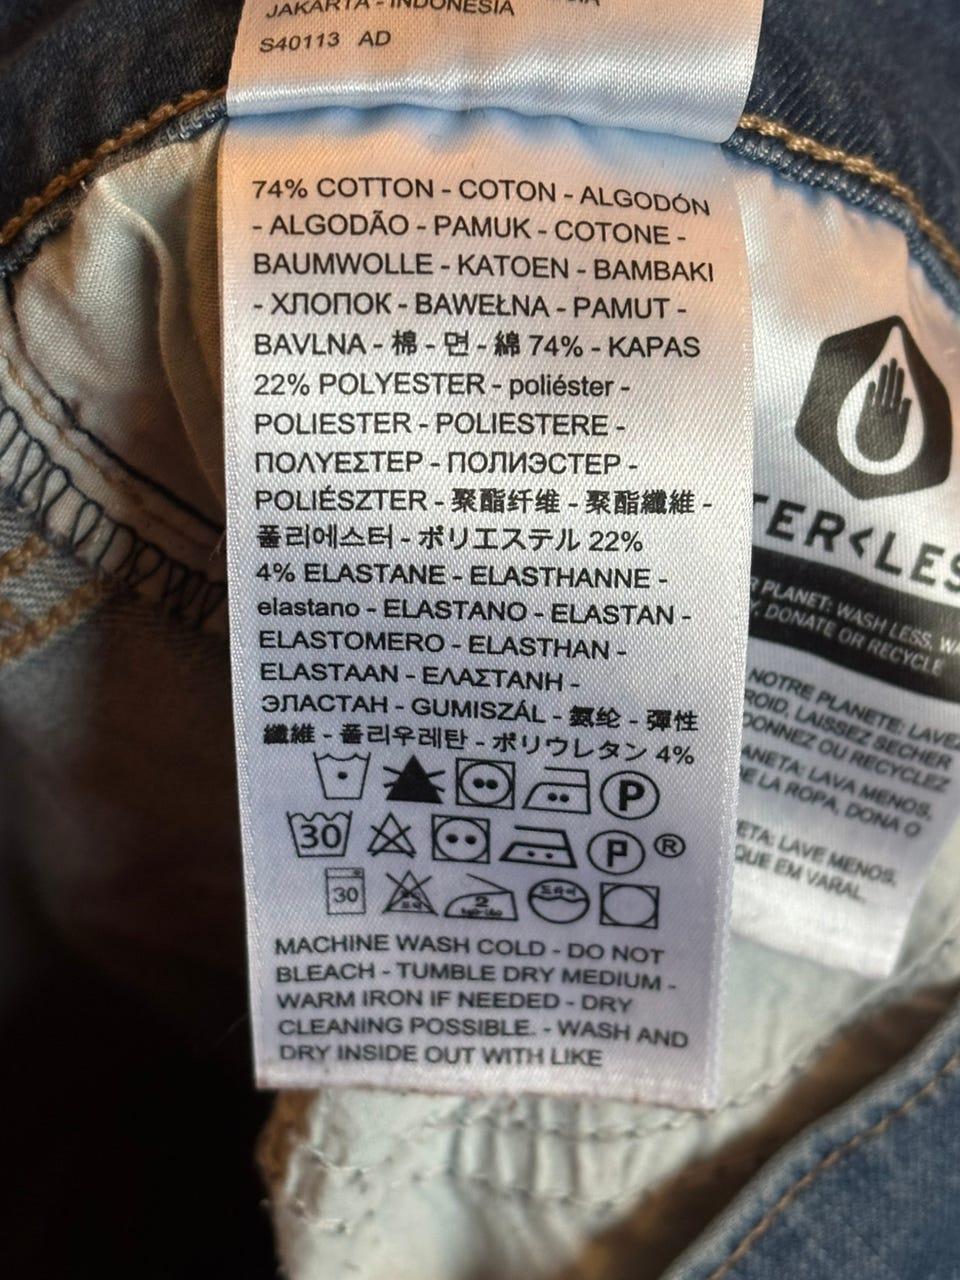 JAKARTA - INDONESIA
S40113 AD
74% COTTON - COTON - ALGODÓN
- ALGODÃO - PAMUK - COTONE -
BAUMWOLLE - KATOEN - BAMBAKI
- ХЛОПОК - BAWEŁNA - PAMUT -
BAVLNA - 棉 - 면 - 綿 74% - KAPAS
22% POLYESTER - poliéster -
POLIESTER - POLIESTERE -
ΠΟΛΥΕΣΤΕΡ - ПОЛИЭСТЕР -
POLIÉSZTER - 聚酯纤维 - 聚酯纖維 -
폴리에스터 - ポリエステル 22%
4% ELASTANE - ELASTHANNE -
elastano - ELASTANO - ELASTAN -
ELASTOMERO - ELASTHAN -
ELASTAAN - ΕΛΑΣΤΑΝΗ -
ЭЛАСТАН - GUMISZÁL - 氨纶 - 彈性
纖維 - 폴리우레탄 - ポリウレタン 4%
P
30 P ®
30 2
MACHINE WASH COLD - DO NOT
BLEACH - TUMBLE DRY MEDIUM -
WARM IRON IF NEEDED - DRY
CLEANING POSSIBLE. - WASH AND
DRY INSIDE OUT WITH LIKE
TER<LES
PLANET: WASH LESS, WA
DONATE OR RECYCLE
NOTRE PLANETE: LAVE
ROID, LAISSEZ SECHER
DONNEZ OU RECYCLEZ
ANETA: LAVA MENOS,
E LA ROPA, DONA O
ETA: LAVE MENOS,
QUE EM VARAL,